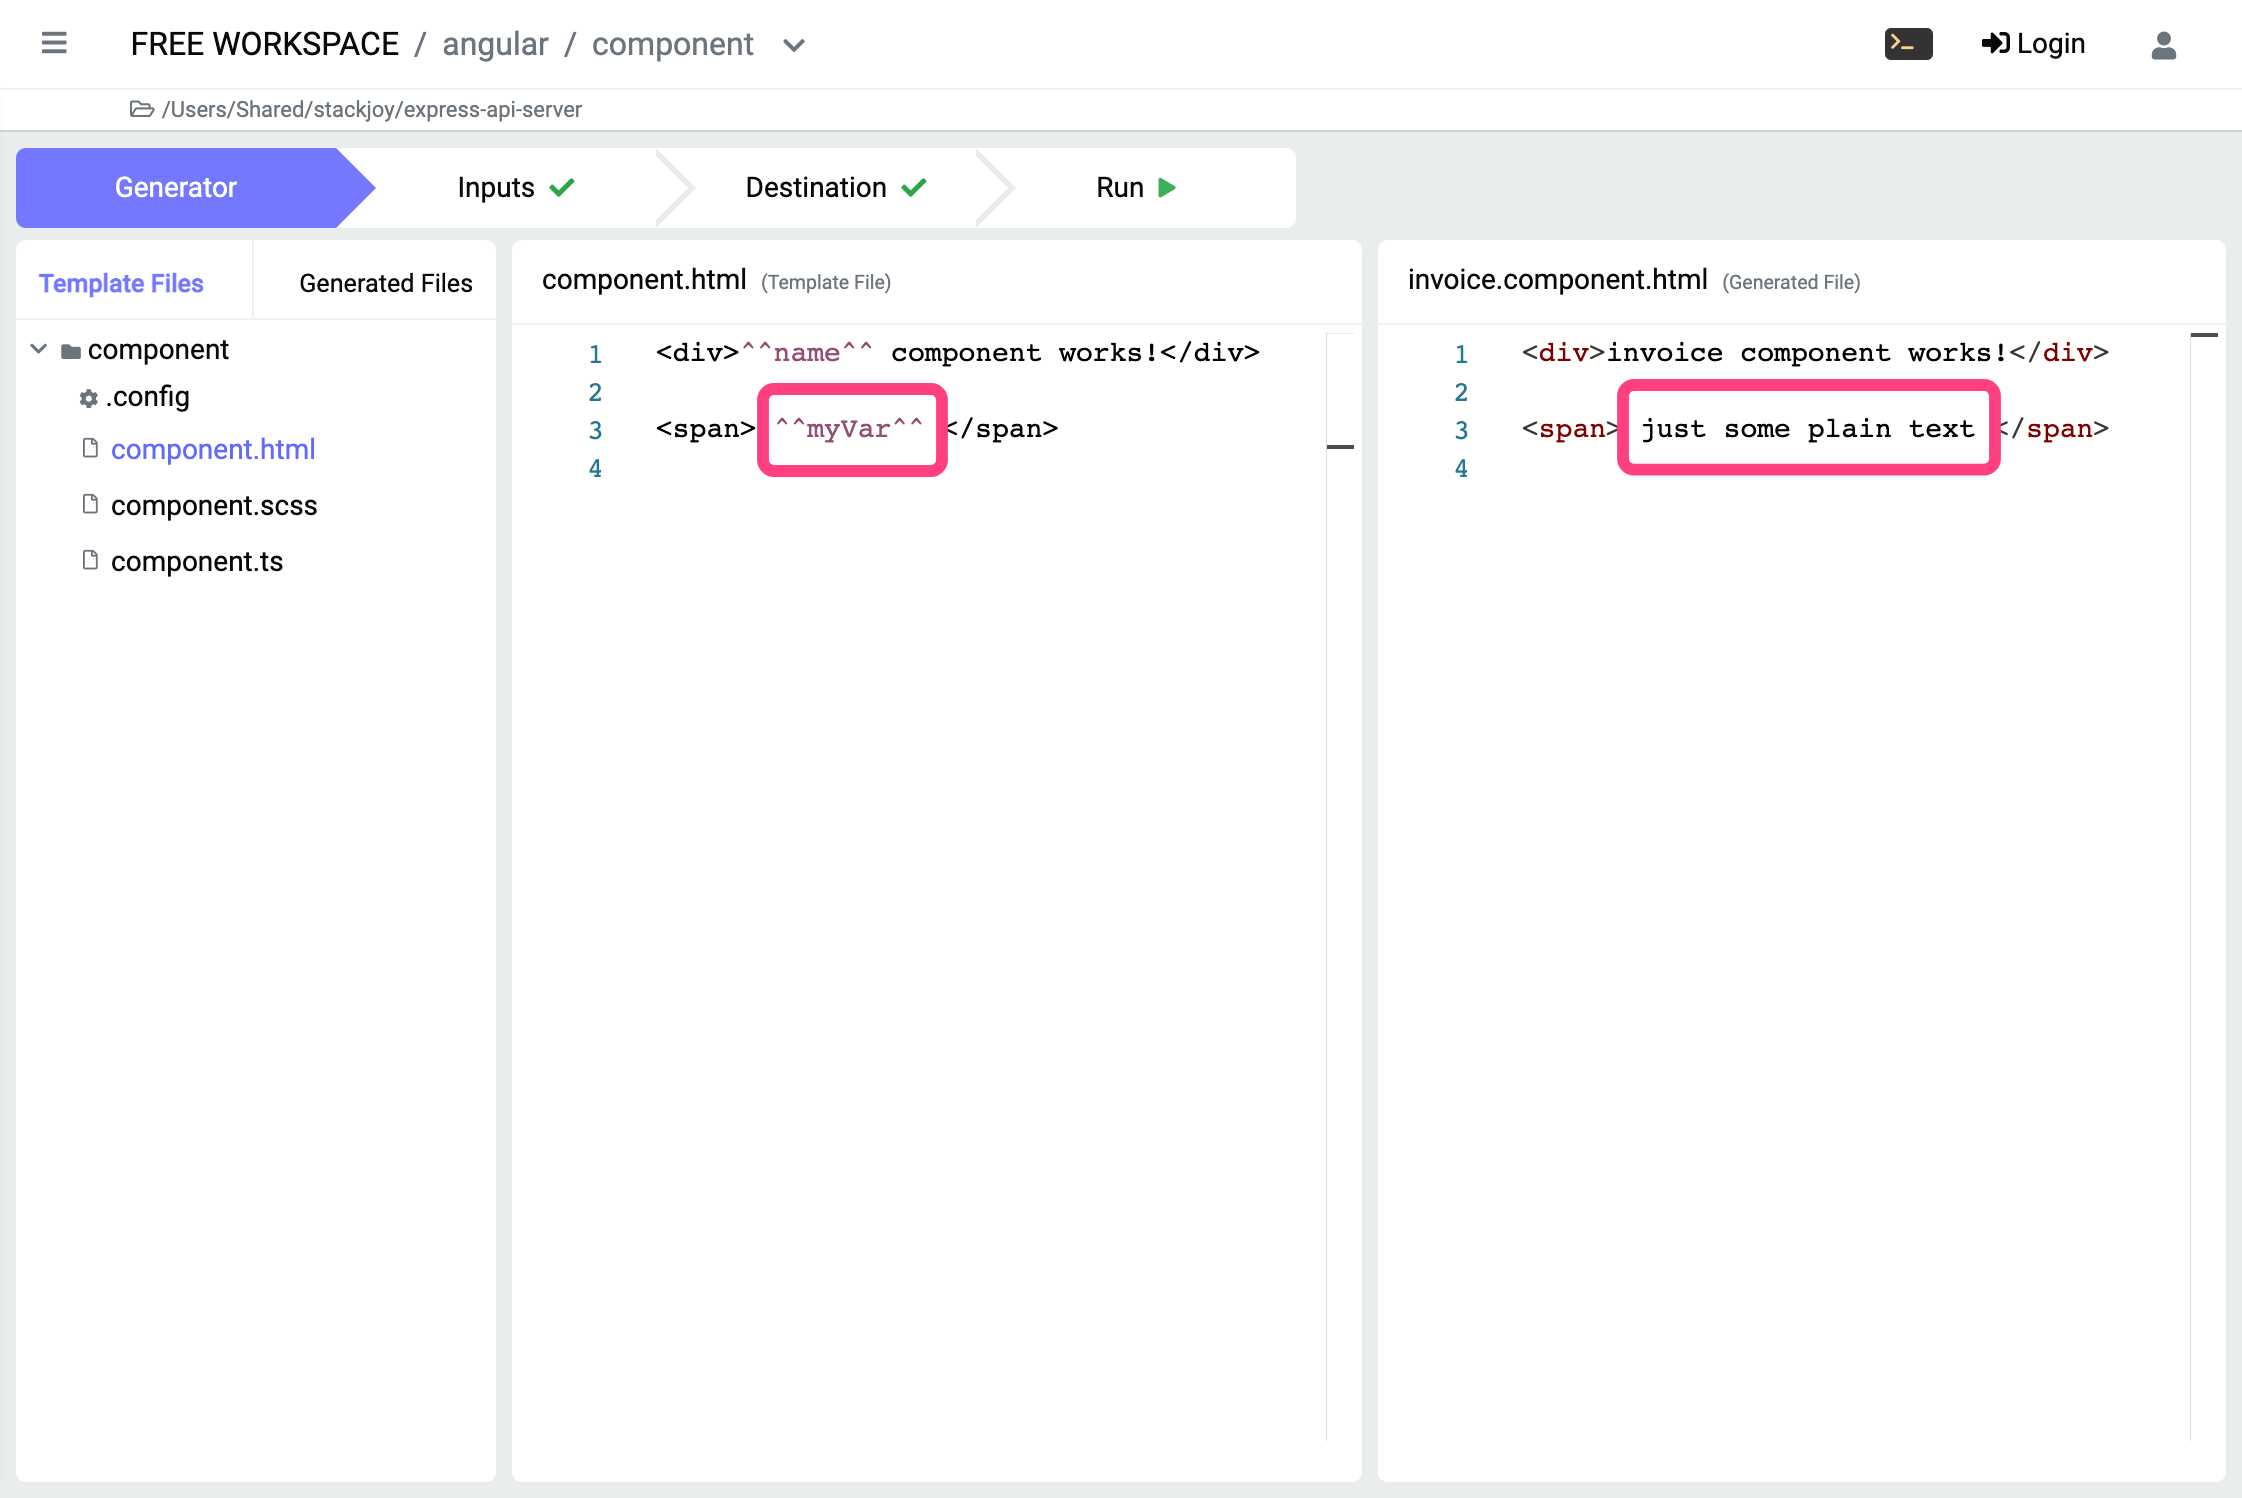 FREE WORKSPACE / angular / component
Login
/Users/Shared/stackjoy/express-api-server
Generator
Inputs
Destination
Run
Template Files
Generated Files
component
.config
component.html
component.scss
component.ts
component.html (Template File)
1 <div>^^name^^ component works!</div>
2
3 <span> ^^myVar^^ </span>
4
invoice.component.html (Generated File)
1 <div>invoice component works!</div>
2
3 <span> just some plain text </span>
4